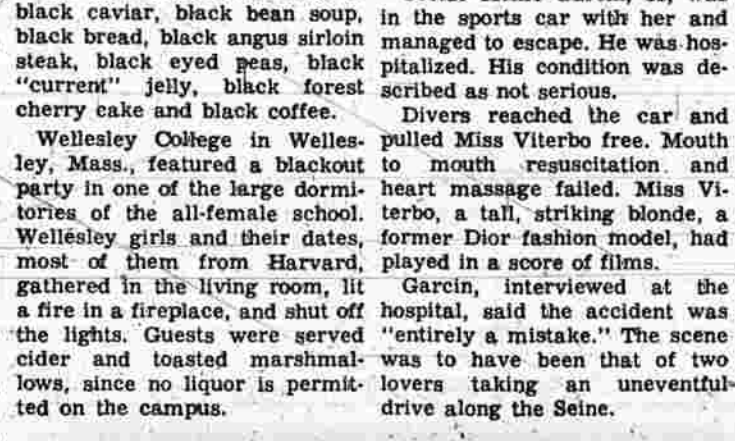 black caviar, black bean soup,
black bread, black angus sirloin
steak, black eyed peas, black
"current" jelly, black forest
cherry cake and black coffee.
Wellesley College in Welles-
ley, Mass., featured a blackout
party in one of the large dormi-
tories of the all-female school.
Wellesley girls and their dates,
most of them from Harvard,
gathered in the living room, lit
a fire in a fireplace, and shut off
the lights. Guests were served
cider and toasted marshmal-
lows, since no liquor is permit-
ted on the campus.
in the sports car with her and
managed to escape. He was hos-
pitalized. His condition was de-
scribed as not serious.
Divers reached the car and
pulled Miss Viterbo free. Mouth
to mouth resuscitation and
heart massage failed. Miss Vi-
terbo, a tall, striking blonde, a
former Dior fashion model, had
played in a score of films.
Garcin, interviewed at the
hospital, said the accident was
"entirely a mistake." The scene
was to have been that of two
lovers taking an uneventful
drive along the Seine.